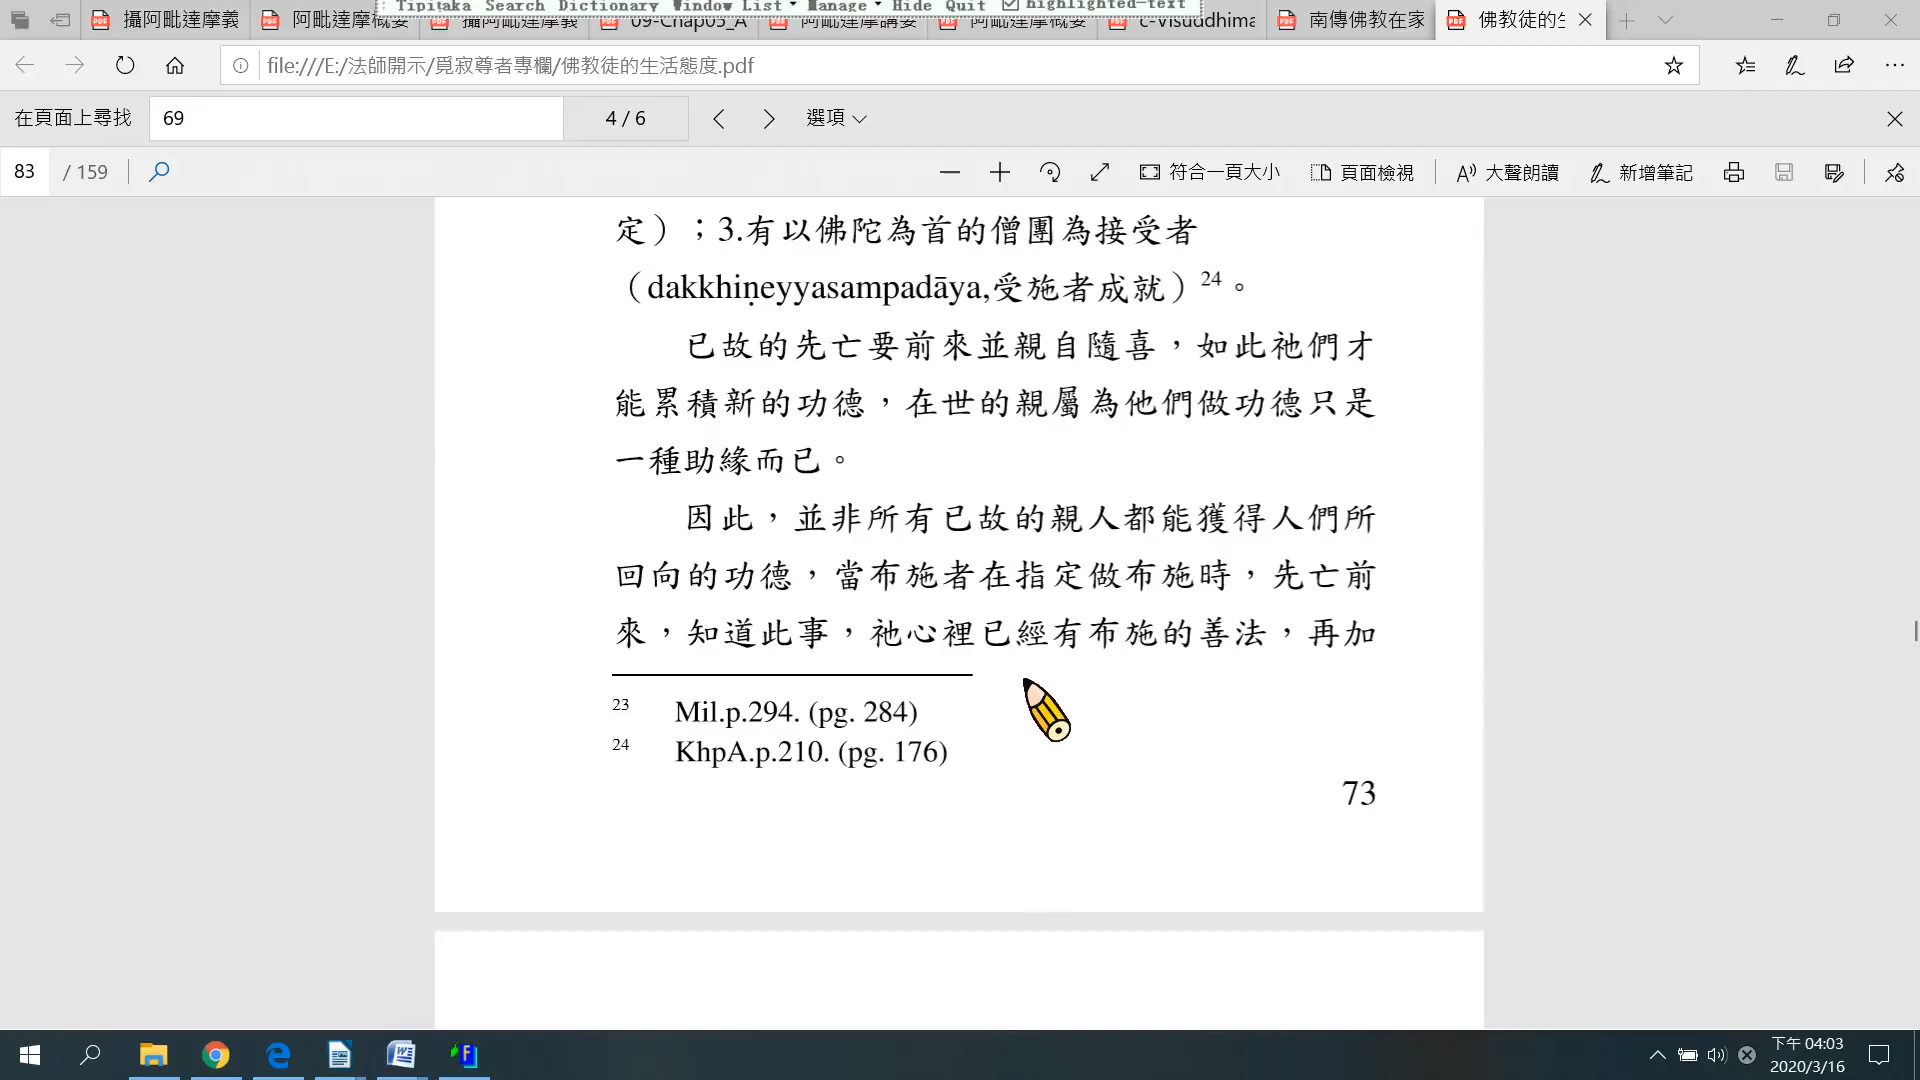 Tipiṭaka Search Dictionary Window List Manage Hide Quit highlighted-text
攝阿毗達摩義
阿毗達摩概要
攝阿毗達摩義
09-Chap05_A
阿毗達摩講要
阿毗達摩概要
c-Visuddhima
南傳佛教在家
佛教徒的生
file:///E:/法師開示/覓寂尊者專欄/佛教徒的生活態度.pdf
在頁面上尋找 69 4 / 6 選項
83 / 159 符合一頁大小 頁面檢視 大聲朗讀 新增筆記
定）；3.有以佛陀為首的僧團為接受者
（dakkhiṇeyyasampadāya,受施者成就）24。
已故的先亡要前來並親自隨喜，如此祂們才
能累積新的功德，在世的親屬為他們做功德只是
一種助緣而已。
因此，並非所有已故的親人都能獲得人們所
回向的功德，當布施者在指定做布施時，先亡前
來，知道此事，祂心裡已經有布施的善法，再加
23 Mil.p.294. (pg. 284)
24 KhpA.p.210. (pg. 176)
73
下午 04:03
2020/3/16